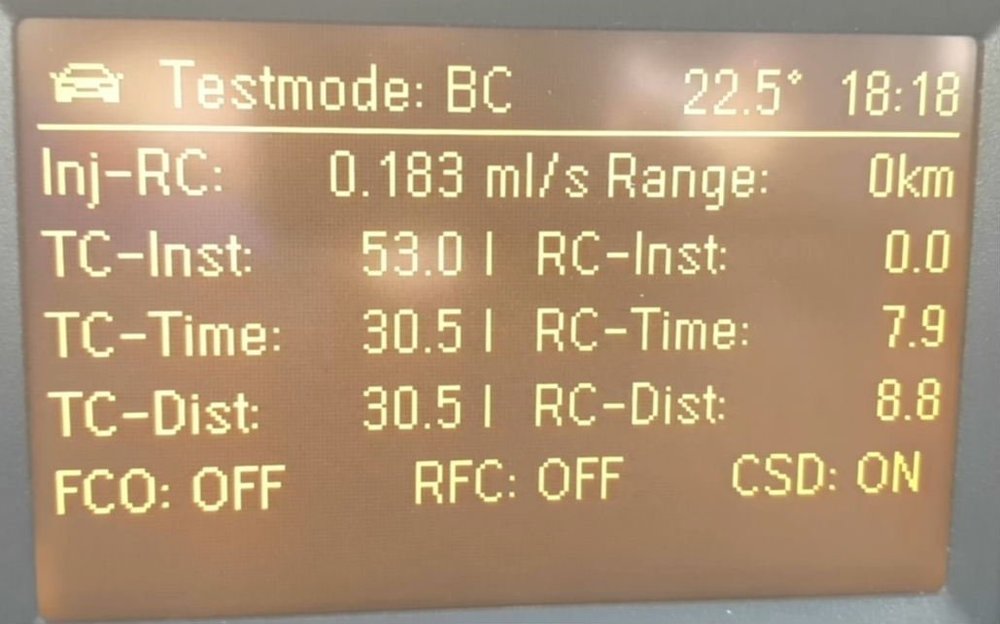 Testmode: BC 22.5° 18:18
Inj-RC: 0.183 ml/s Range: 0km
TC-Inst: 53.0 l RC-Inst: 0.0
TC-Time: 30.5 l RC-Time: 7.9
TC-Dist: 30.5 l RC-Dist: 8.8
FCO: OFF RFC: OFF CSD: ON